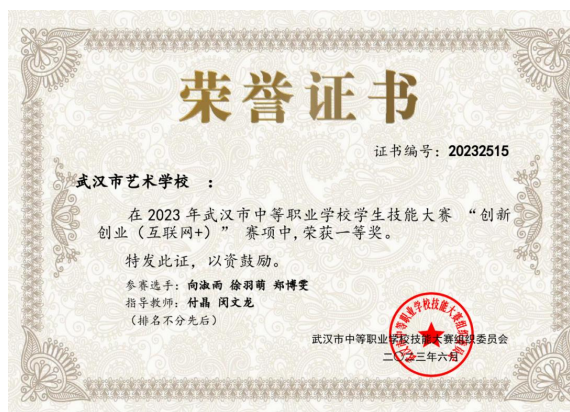 荣誉证书
证书编号：20232515
武汉市艺术学校 ：
在2023年武汉市中等职业学校学生技能大赛 “创新
创业（互联网+）” 赛项中,荣获一等奖。
特发此证，以资鼓励。
参赛选手：向淑雨 徐羽萌 郑博雯
指导教师：付晶 闵文龙
（排名不分先后）
武汉市中等职业学校技能大赛组织委员会
二〇二三年六月